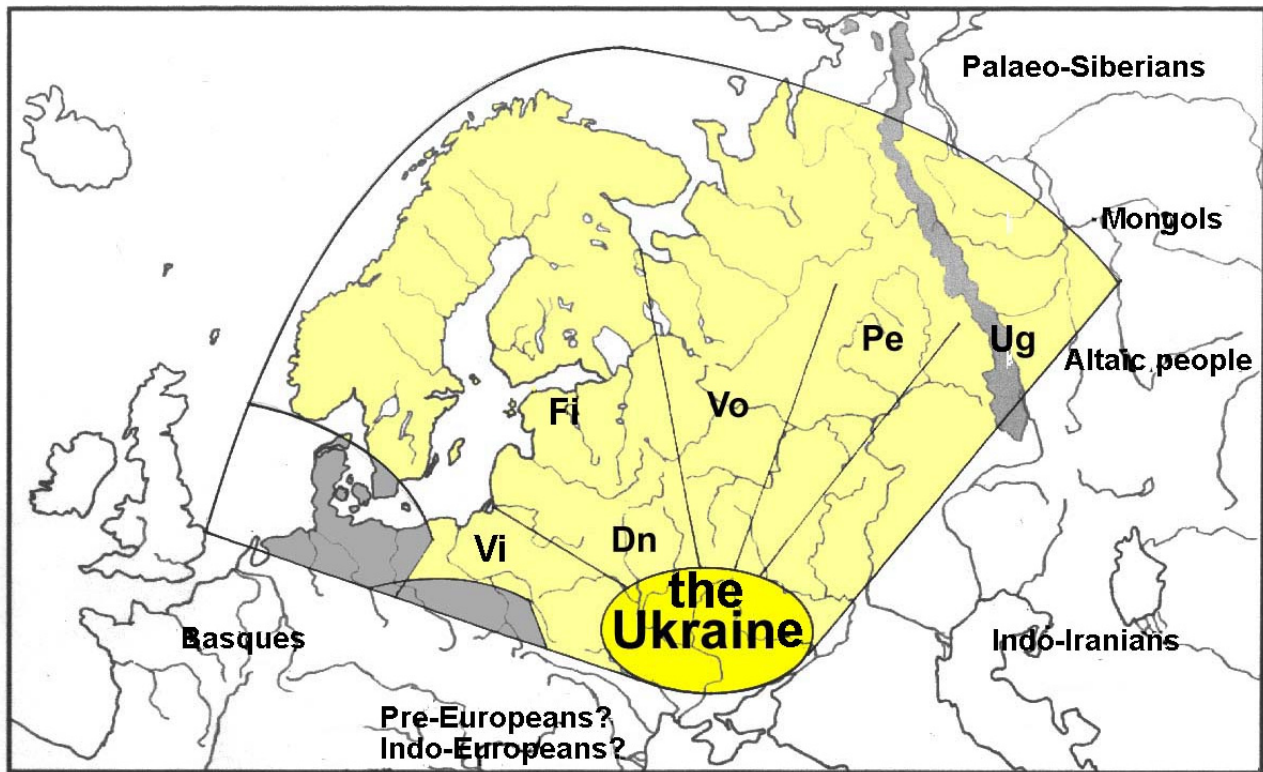 Palaeo-Siberians
Mongols
Pe
Ug
Altaïc people
Fi
Vo
Vi
Dn
the
Ukraine
Basques
Indo-Iranians
Pre-Europeans?
Indo-Europeans?